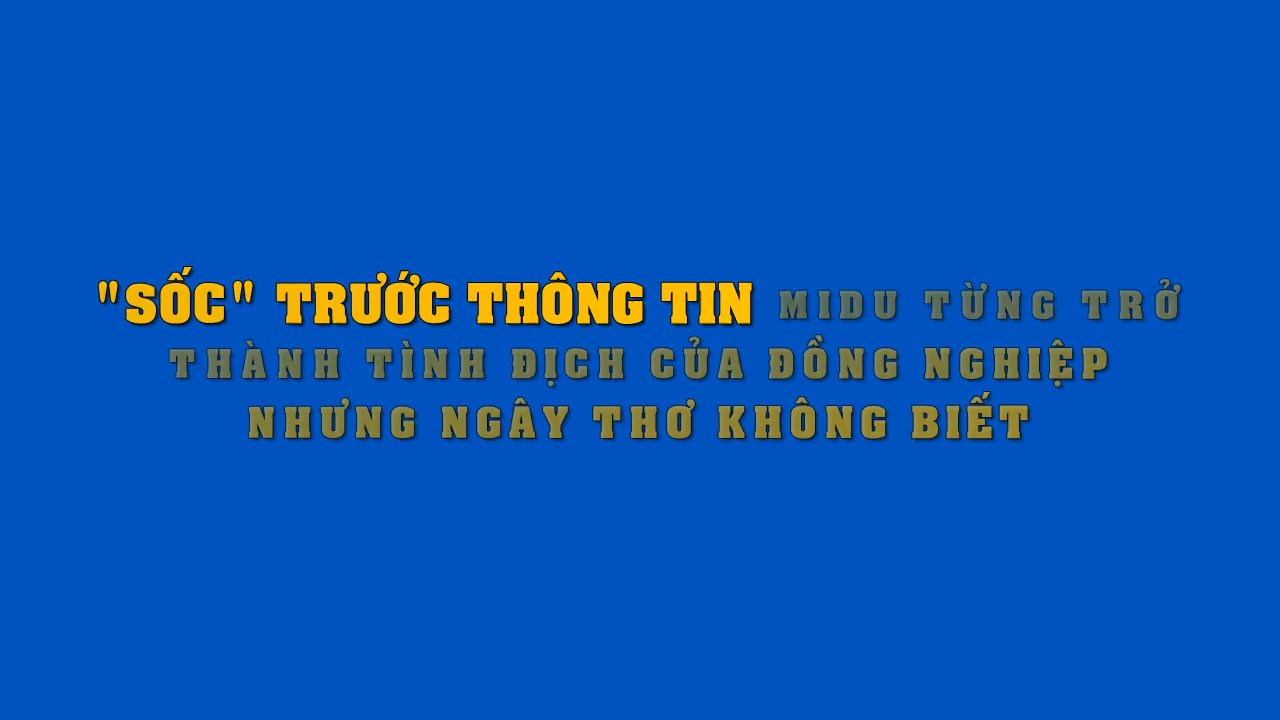 "SỐC" TRƯỚC THÔNG TIN MIDU TỪNG TRỞ
THÀNH TÌNH ĐỊCH CỦA ĐỒNG NGHIỆP
NHƯNG NGÂY THƠ KHÔNG BIẾT